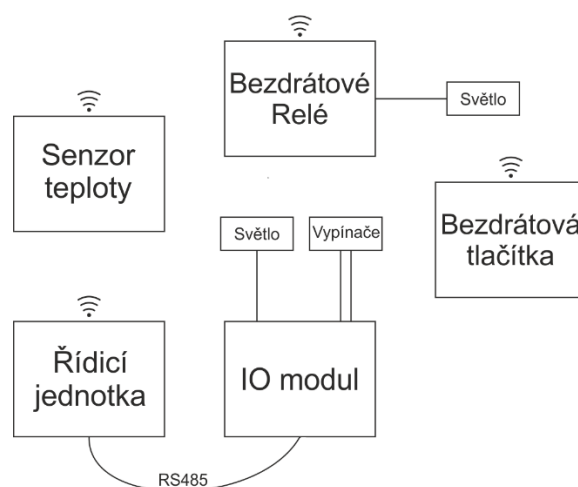 Bezdrátové
Relé
Světlo
Senzor
teploty
Bezdrátová
tlačítka
Světlo
Vypínače
Řídicí
jednotka
IO modul
RS485